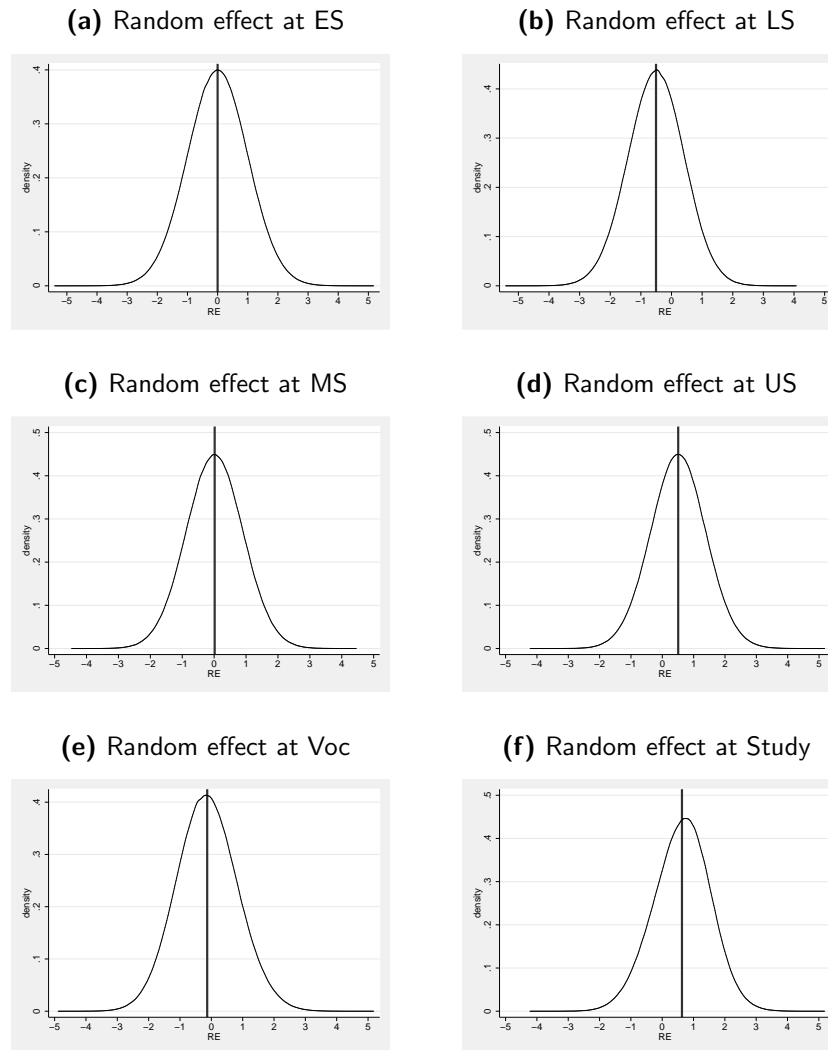 (a) Random effect at ES
(b) Random effect at LS
.4
.3
.2
.1
0
density
−5 −4 −3 −2 −1 0 1 2 3 4 5
RE
.4
.3
.2
.1
0
density
−5 −4 −3 −2 −1 0 1 2 3 4 5
RE
(c) Random effect at MS
(d) Random effect at US
.5
.4
.3
.2
.1
0
density
−5 −4 −3 −2 −1 0 1 2 3 4 5
RE
.5
.4
.3
.2
.1
0
density
−5 −4 −3 −2 −1 0 1 2 3 4 5
RE
(e) Random effect at Voc
(f) Random effect at Study
.4
.3
.2
.1
0
density
−5 −4 −3 −2 −1 0 1 2 3 4 5
RE
.5
.4
.3
.2
.1
0
density
−5 −4 −3 −2 −1 0 1 2 3 4 5
RE